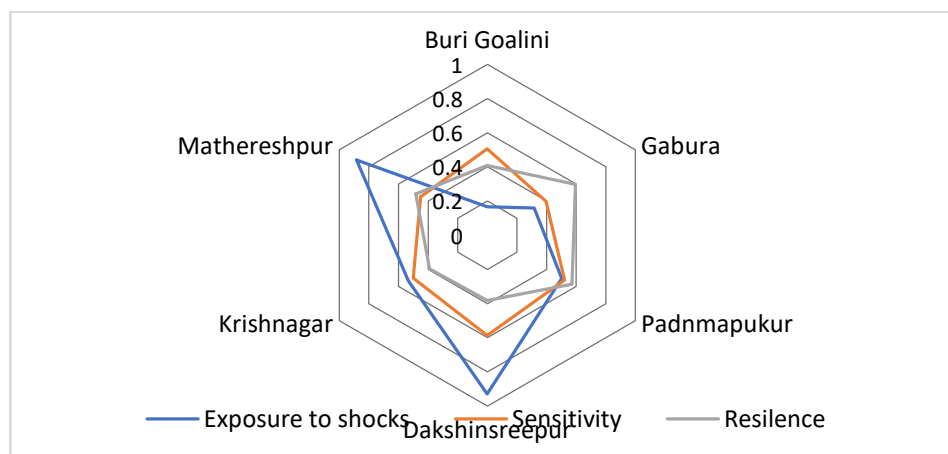 Buri Goalini
1
0.8
0.6
0.4
0.2
0
Gabura
Padnmapukur
Dakshinsreepur
Krishnagar
Mathereshpur
Exposure to shocks
Sensitivity
Resilence